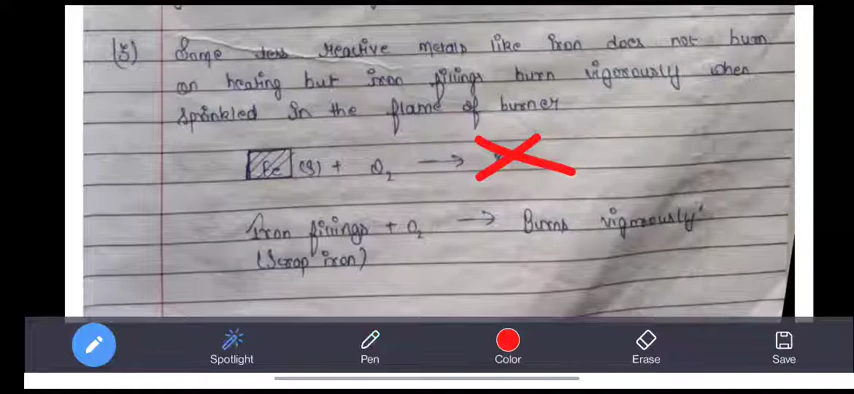 (5) Some less reactive metals like iron does not burn
on heating but iron filings burn vigorously when
sprinkled in the flame of burner
Fe (s) + O₂ →
Iron filings + O₂ → Burns vigorously
(Scrap iron)
Spotlight
Pen
Color
Erase
Save